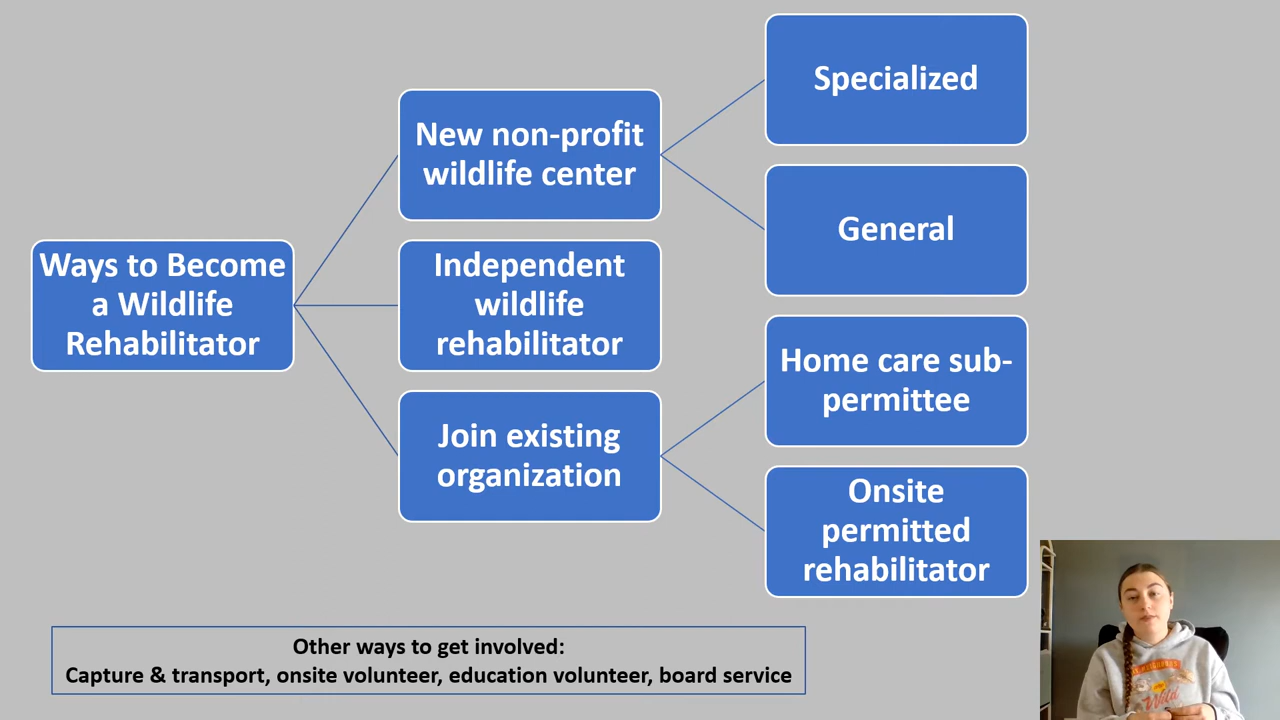 Ways to Become
a Wildlife
Rehabilitator
New non-profit
wildlife center
Specialized
General
Independent
wildlife
rehabilitator
Join existing
organization
Home care sub-
permittee
Onsite
permitted
rehabilitator
Other ways to get involved:
Capture & transport, onsite volunteer, education volunteer, board service
Wild